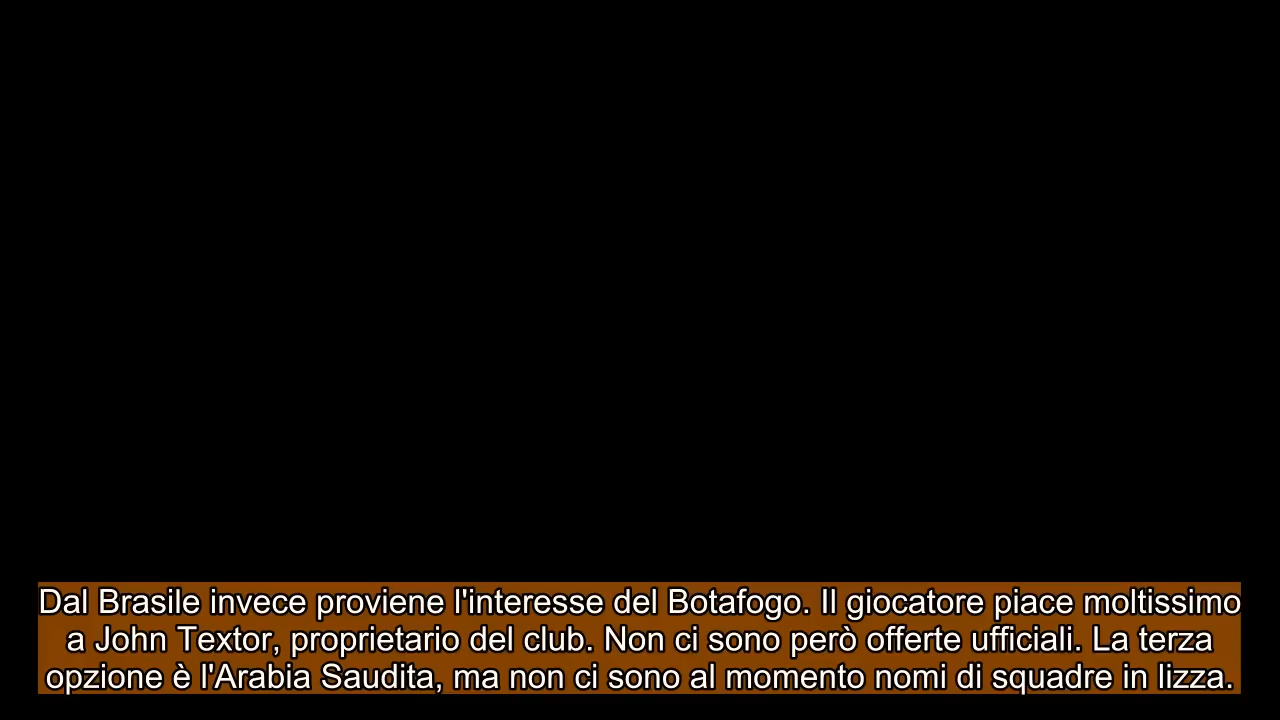 Dal Brasile invece proviene l'interesse del Botafogo. Il giocatore piace moltissimo
a John Textor, proprietario del club. Non ci sono però offerte ufficiali. La terza
opzione è l'Arabia Saudita, ma non ci sono al momento nomi di squadre in lizza.